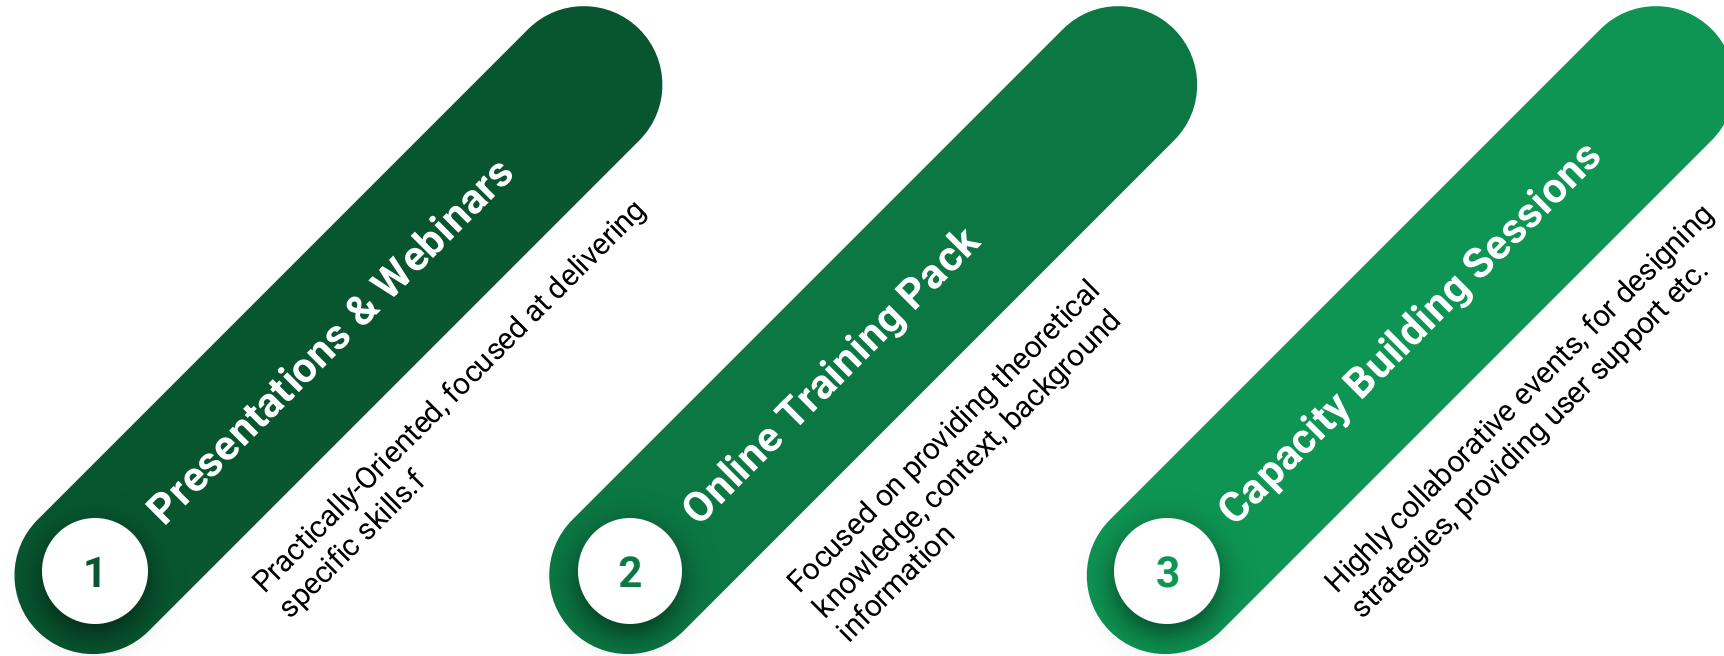 1
Presentations & Webinars
Practically-Oriented, focused at delivering
specific skills.f
2
Online Training Pack
Focused on providing theoretical
knowledge, context, background
information
3
Capacity Building Sessions
Highly collaborative events, for designing
strategies, providing user support etc.